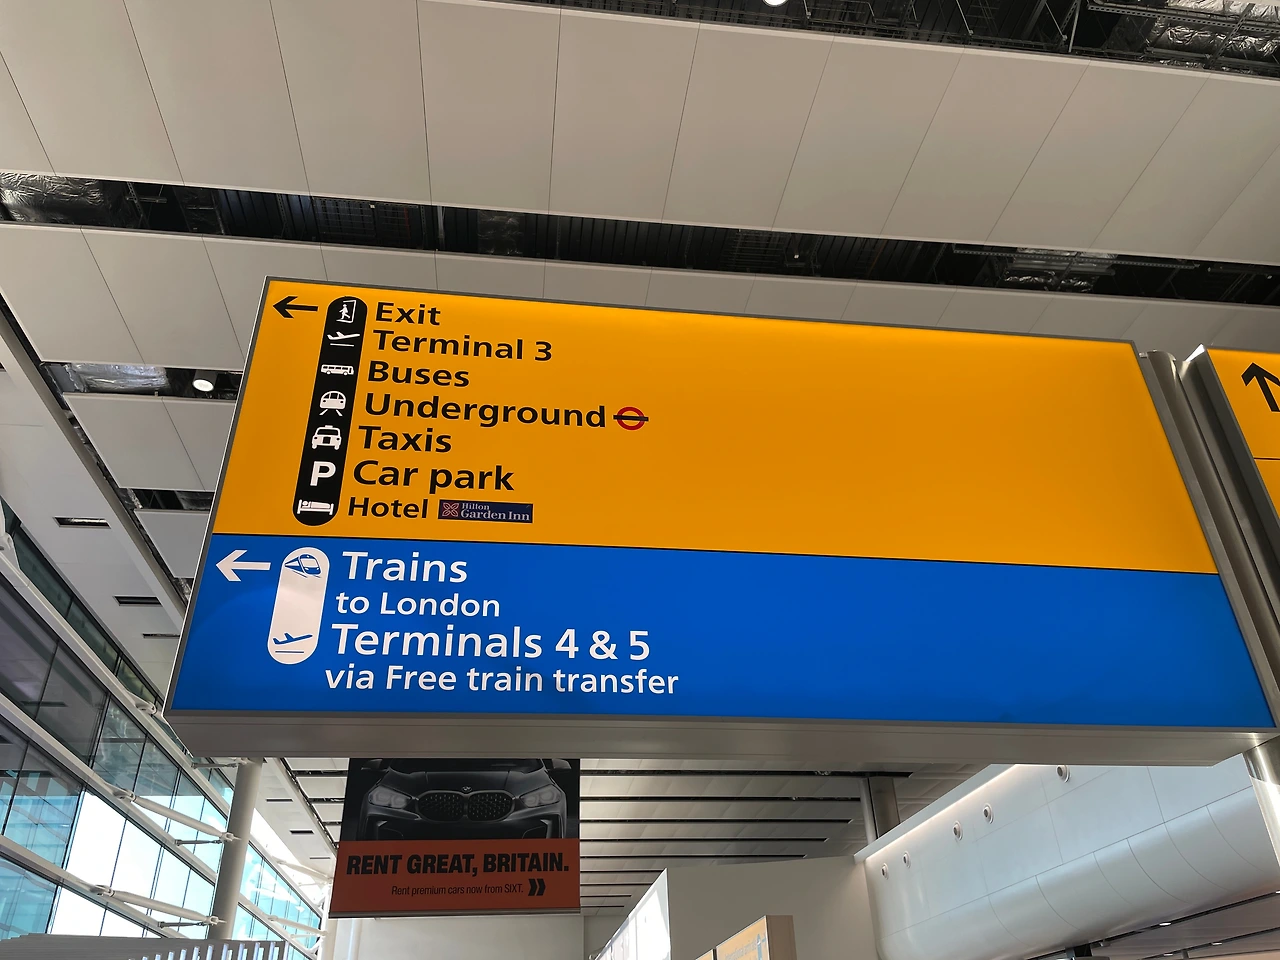 Exit
Terminal 3
Buses
Underground
Taxis
P Car park
Hotel Hilton Garden Inn
Trains
to London
Terminals 4 & 5
via Free train transfer
RENT GREAT, BRITAIN.
Rent premium cars now from SIXT.